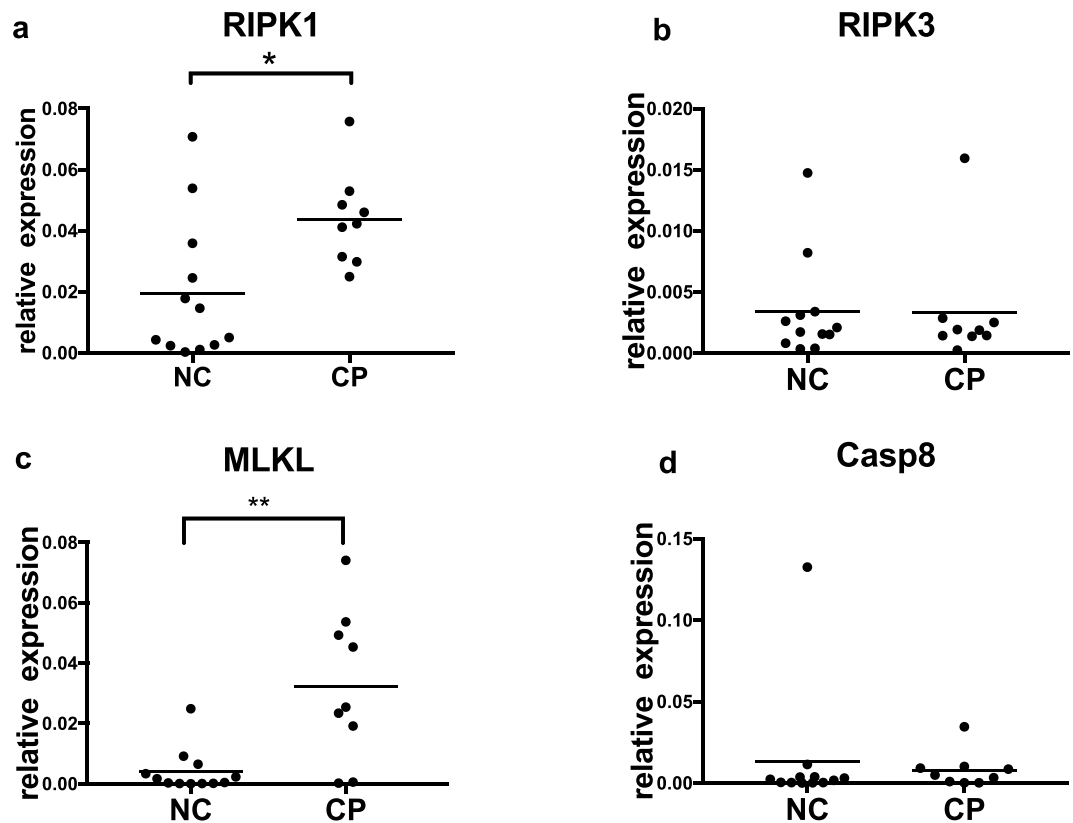 a
RIPK1
*
relative expression
0.08
0.06
0.04
0.02
0.00
NC
CP
b
RIPK3
relative expression
0.020
0.015
0.010
0.005
0.000
NC
CP
c
MLKL
**
relative expression
0.08
0.06
0.04
0.02
0.00
NC
CP
d
Casp8
relative expression
0.15
0.10
0.05
0.00
NC
CP